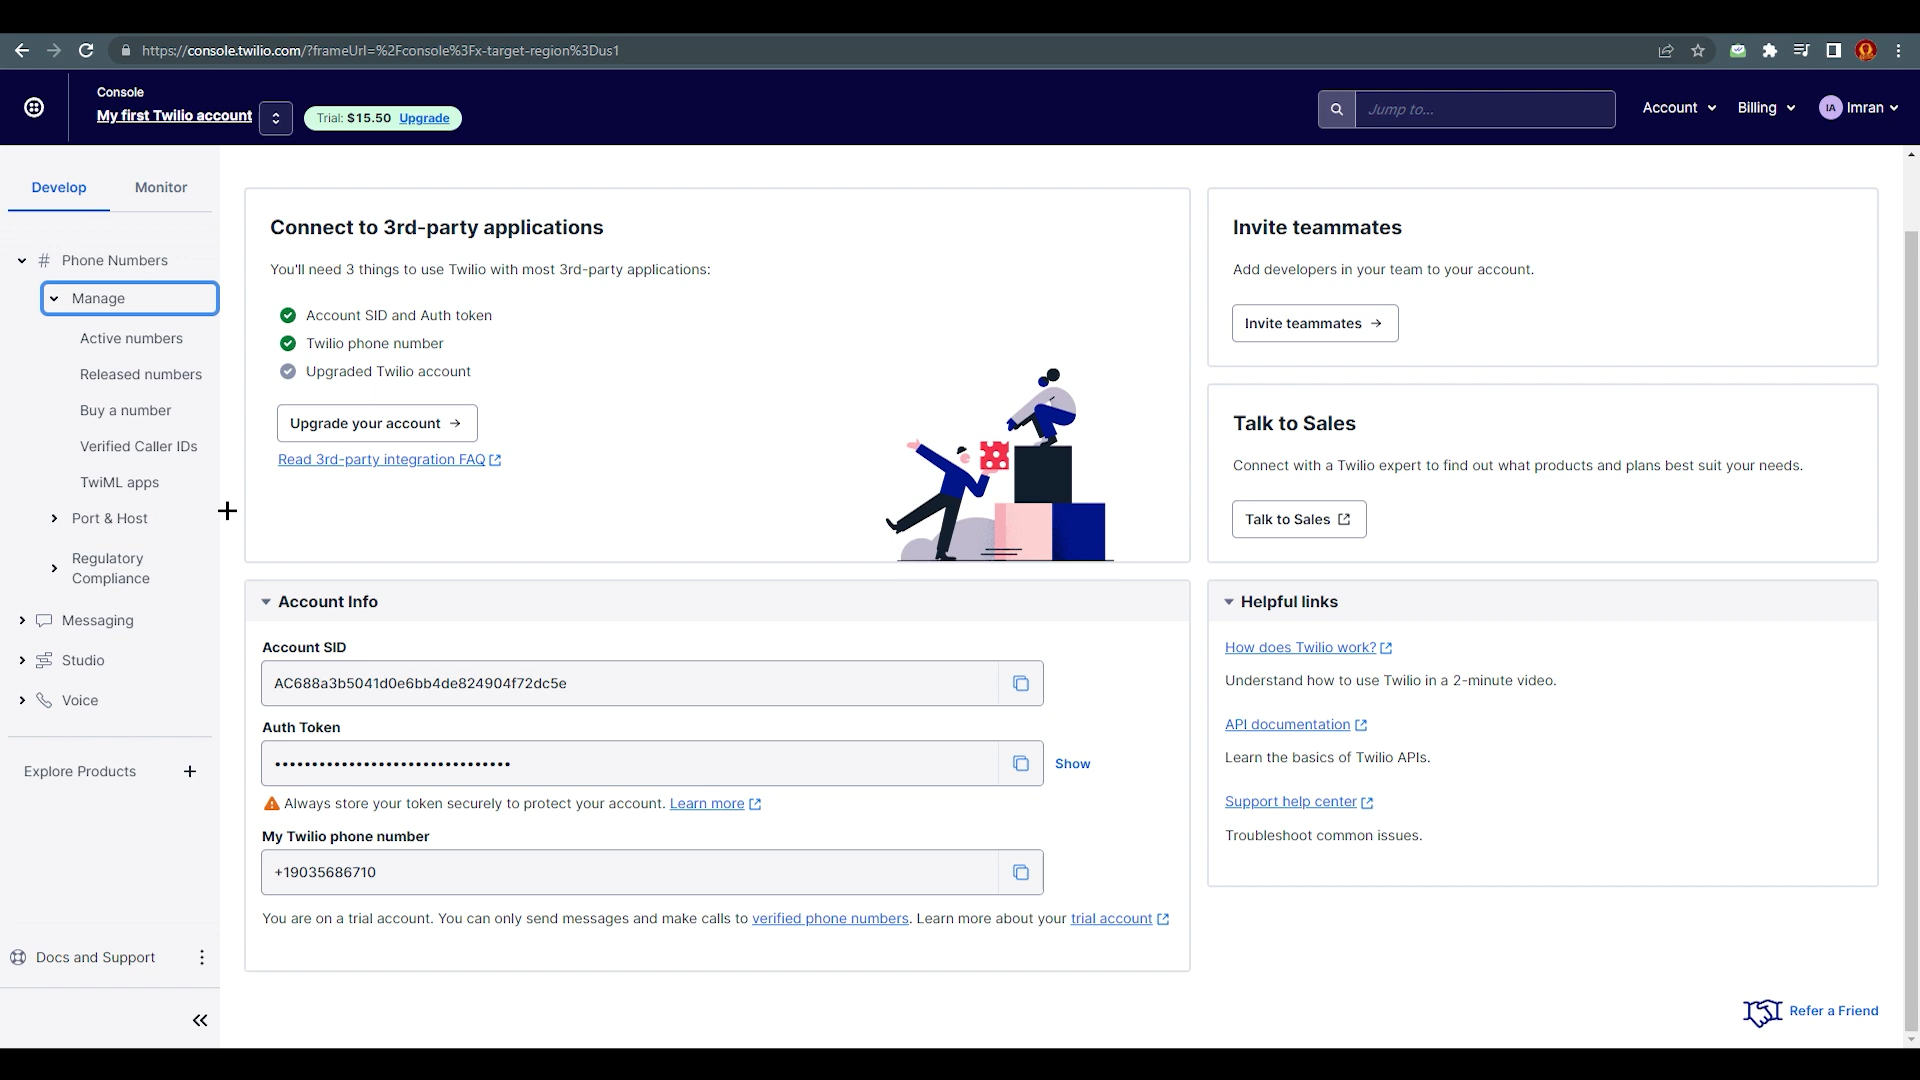 https://console.twilio.com/?frameUrl=%2Fconsole%3Fx-target-region%3Dus1
Console
My first Twilio account
Trial: $15.50 Upgrade
Jump to...
Account
Billing
IA
Imran
Develop
Monitor
Phone Numbers
Manage
Active numbers
Released numbers
Buy a number
Verified Caller IDs
TwiML apps
Port & Host
Regulatory
Compliance
Messaging
Studio
Voice
Explore Products
Docs and Support
Connect to 3rd-party applications
You'll need 3 things to use Twilio with most 3rd-party applications:
Account SID and Auth token
Twilio phone number
Upgraded Twilio account
Upgrade your account
Read 3rd-party integration FAQ
Invite teammates
Add developers in your team to your account.
Invite teammates
Talk to Sales
Connect with a Twilio expert to find out what products and plans best suit your needs.
Talk to Sales
Account Info
Account SID
AC688a3b5041d0e6bb4de824904f72dc5e
Auth Token
••••••••••••••••••••••••••••••••
Show
Always store your token securely to protect your account. Learn more
My Twilio phone number
+19035686710
You are on a trial account. You can only send messages and make calls to verified phone numbers. Learn more about your trial account
Helpful links
How does Twilio work?
Understand how to use Twilio in a 2-minute video.
API documentation
Learn the basics of Twilio APIs.
Support help center
Troubleshoot common issues.
Refer a Friend